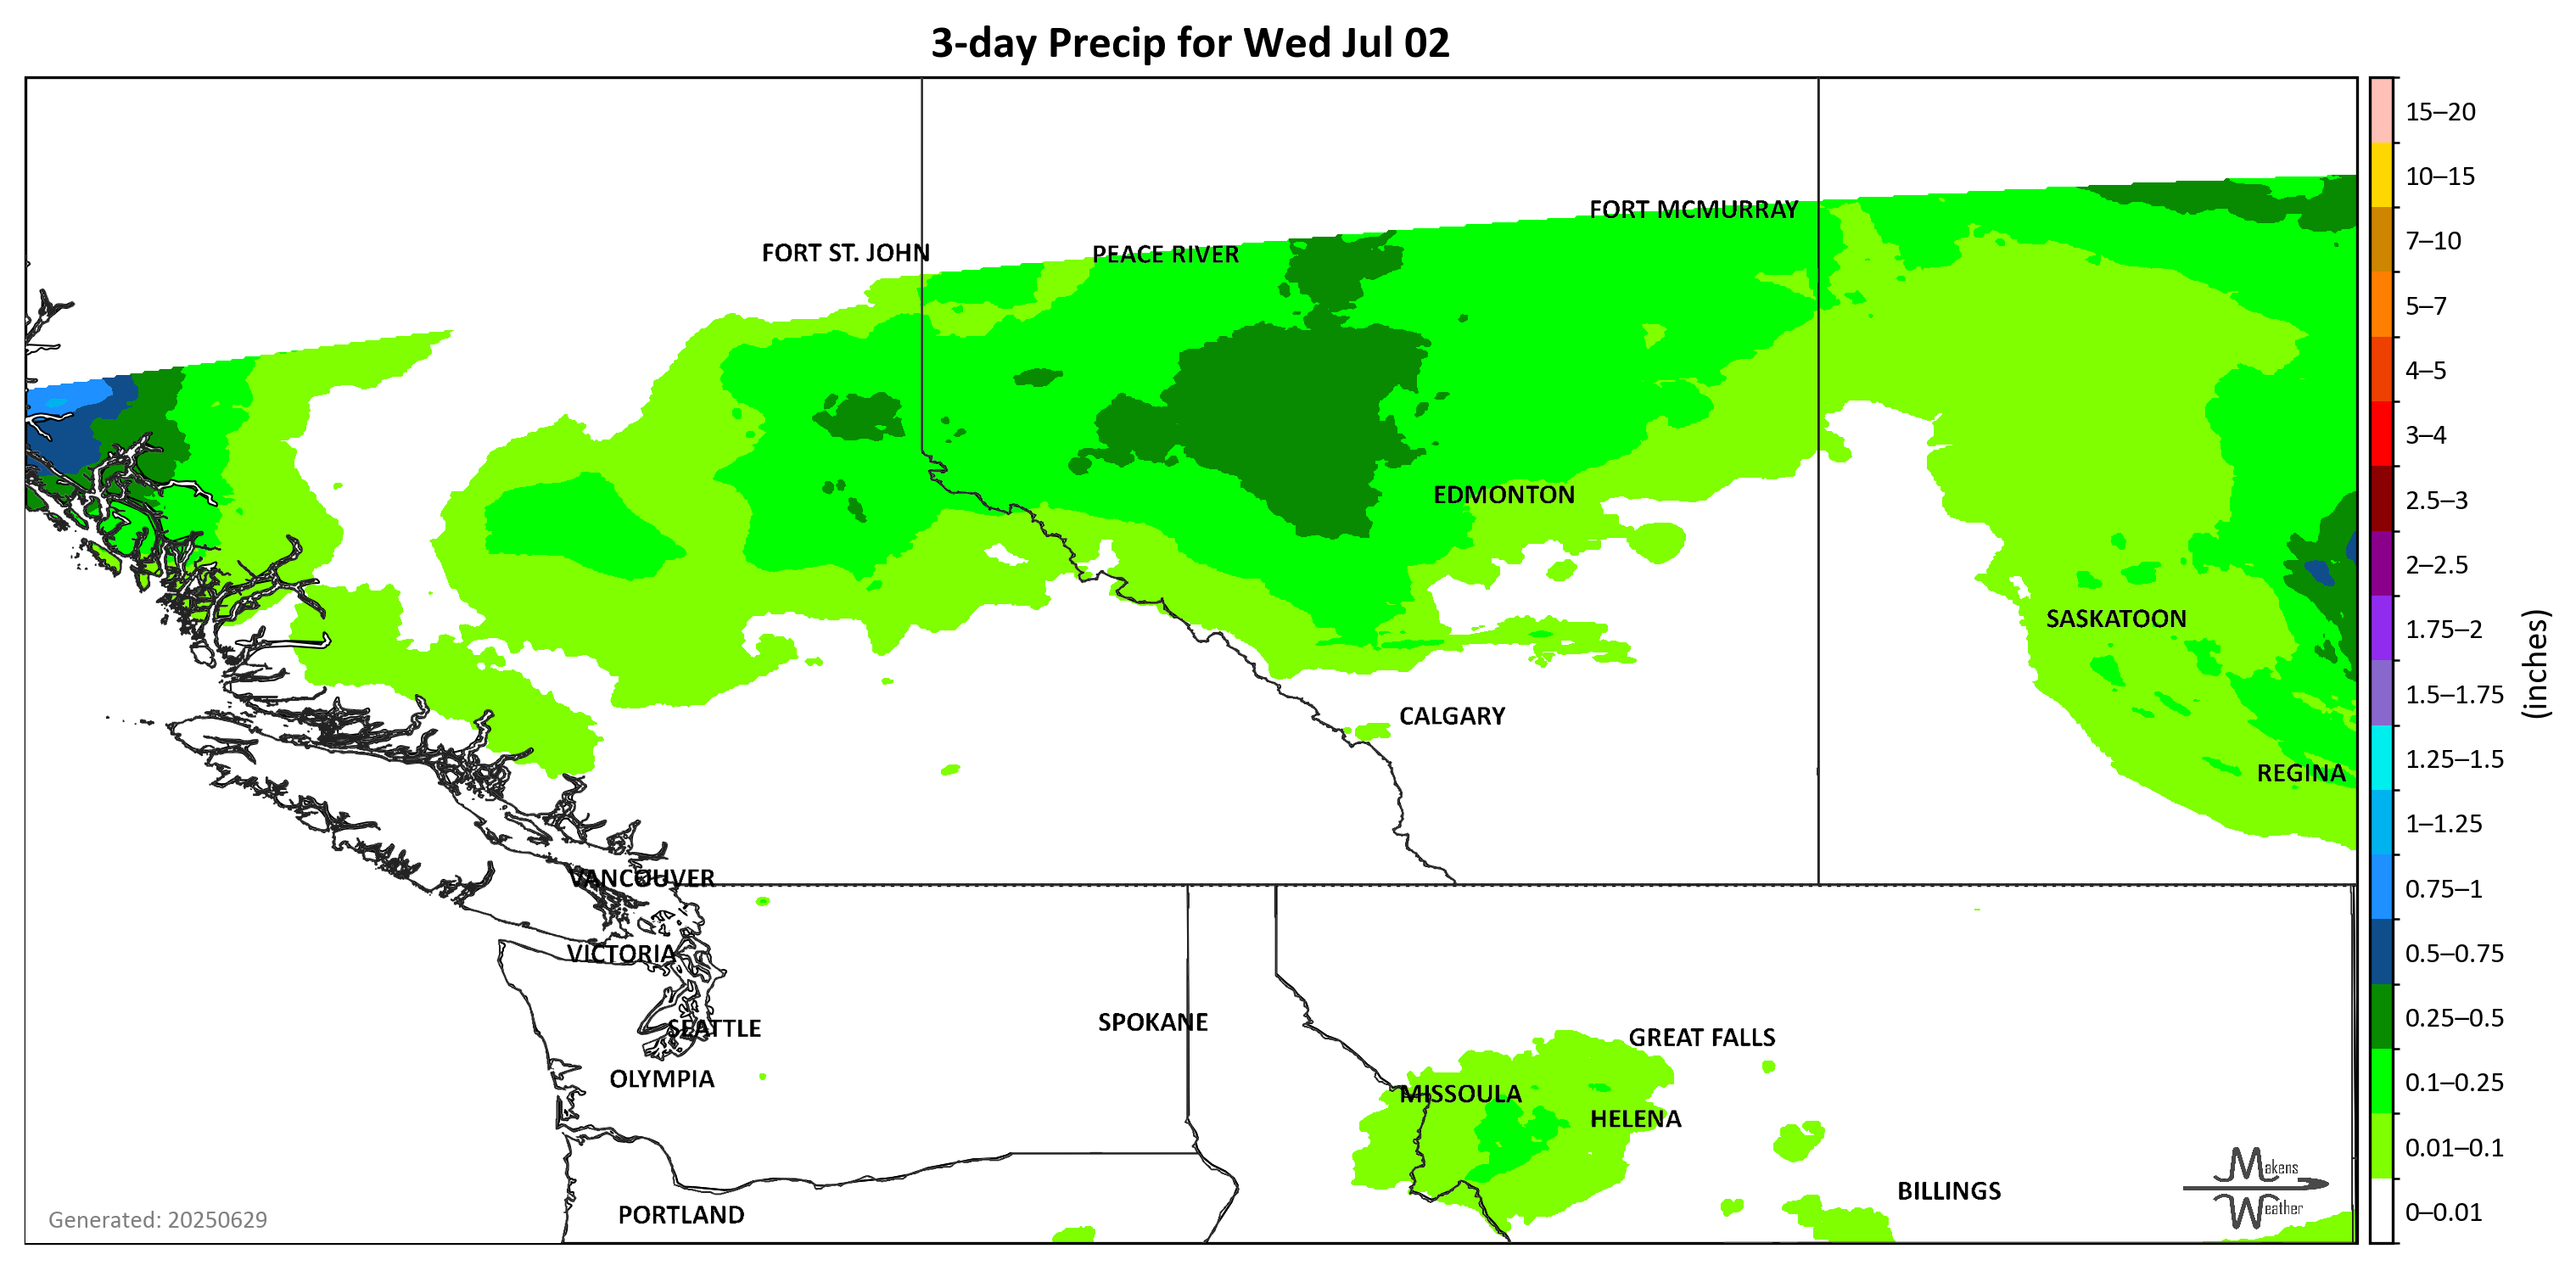 3-day Precip for Wed Jul 02
15–20
10–15
FORT MCMURRAY
FORT ST. JOHN
PEACE RIVER
7–10
5–7
4–5
3–4
EDMONTON
2.5–3
2–2.5
SASKATOON
1.75–2
(inches)
1.5–1.75
CALGARY
1.25–1.5
REGINA
1–1.25
VANCOUVER
0.75–1
VICTORIA
0.5–0.75
SPOKANE
SEATTLE
GREAT FALLS
0.25–0.5
OLYMPIA
MISSOULA
0.1–0.25
HELENA
0.01–0.1
Makens
Weather
BILLINGS
PORTLAND
Generated: 20250629
0–0.01